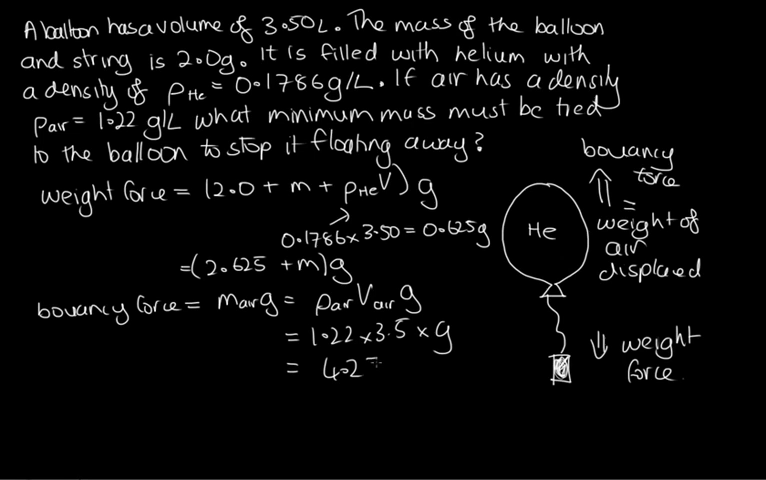 A balloon has a volume of 3.50L. The mass of the balloon
and string is 2.0g. It is filled with helium with
a density of ρHe = 0.1786g/L. If air has a density
ρair = 1.22 g/L what minimum mass must be tied
to the balloon to stop it floating away?
weight force = (2.0 + m + ρHeV) g
0.1786 x 3.50 = 0.625g
= (2.625 + m)g
bouancy force = mairg = ρairVairg
= 1.22 x 3.5 x g
= 4.27
bouancy
force
=
weight of
air
displaced
He
weight
force